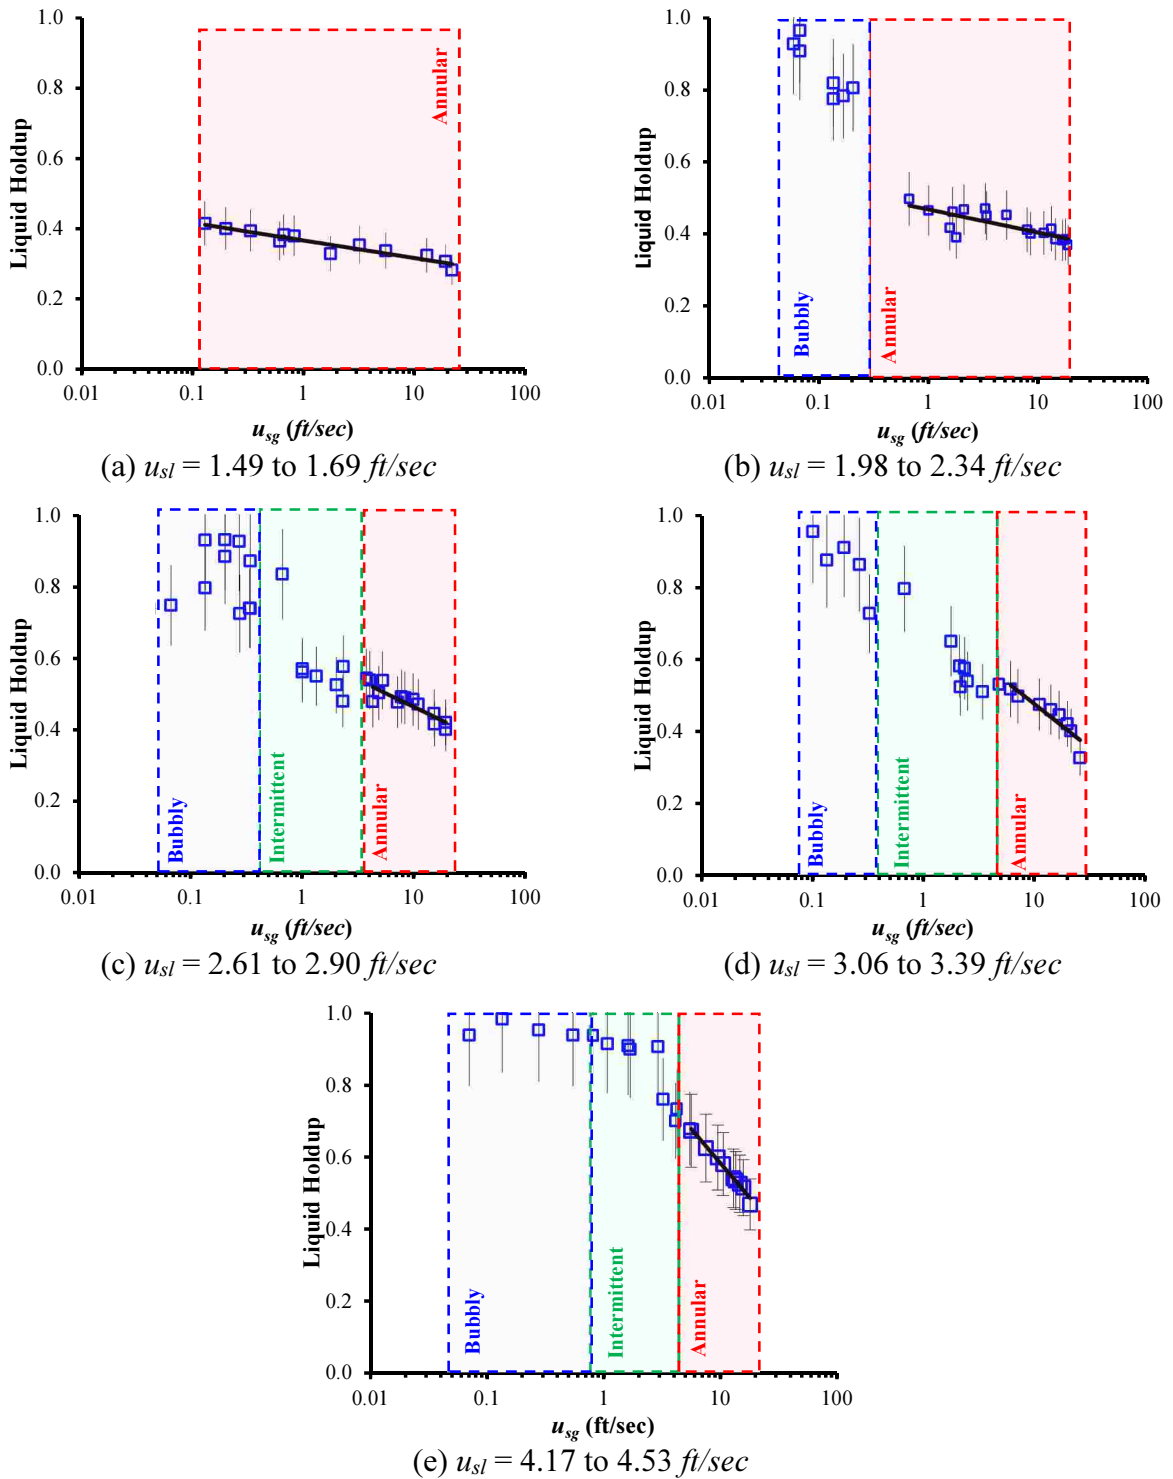 1.0
0.8
0.6
0.4
0.2
0.0
Liquid Holdup
Annular
0.01
0.1
1
10
100
usg (ft/sec)
(a) usl = 1.49 to 1.69 ft/sec
1.0
0.8
0.6
0.4
0.2
0.0
Liquid Holdup
Bubbly
Annular
0.01
0.1
1
10
100
usg (ft/sec)
(b) usl = 1.98 to 2.34 ft/sec
1.0
0.8
0.6
0.4
0.2
0.0
Liquid Holdup
Bubbly
Intermittent
Annular
0.01
0.1
1
10
100
usg (ft/sec)
(c) usl = 2.61 to 2.90 ft/sec
1.0
0.8
0.6
0.4
0.2
0.0
Liquid Holdup
Bubbly
Intermittent
Annular
0.01
0.1
1
10
100
usg (ft/sec)
(d) usl = 3.06 to 3.39 ft/sec
1.0
0.8
0.6
0.4
0.2
0.0
Liquid Holdup
Bubbly
Intermittent
Annular
0.01
0.1
1
10
100
usg (ft/sec)
(e) usl = 4.17 to 4.53 ft/sec